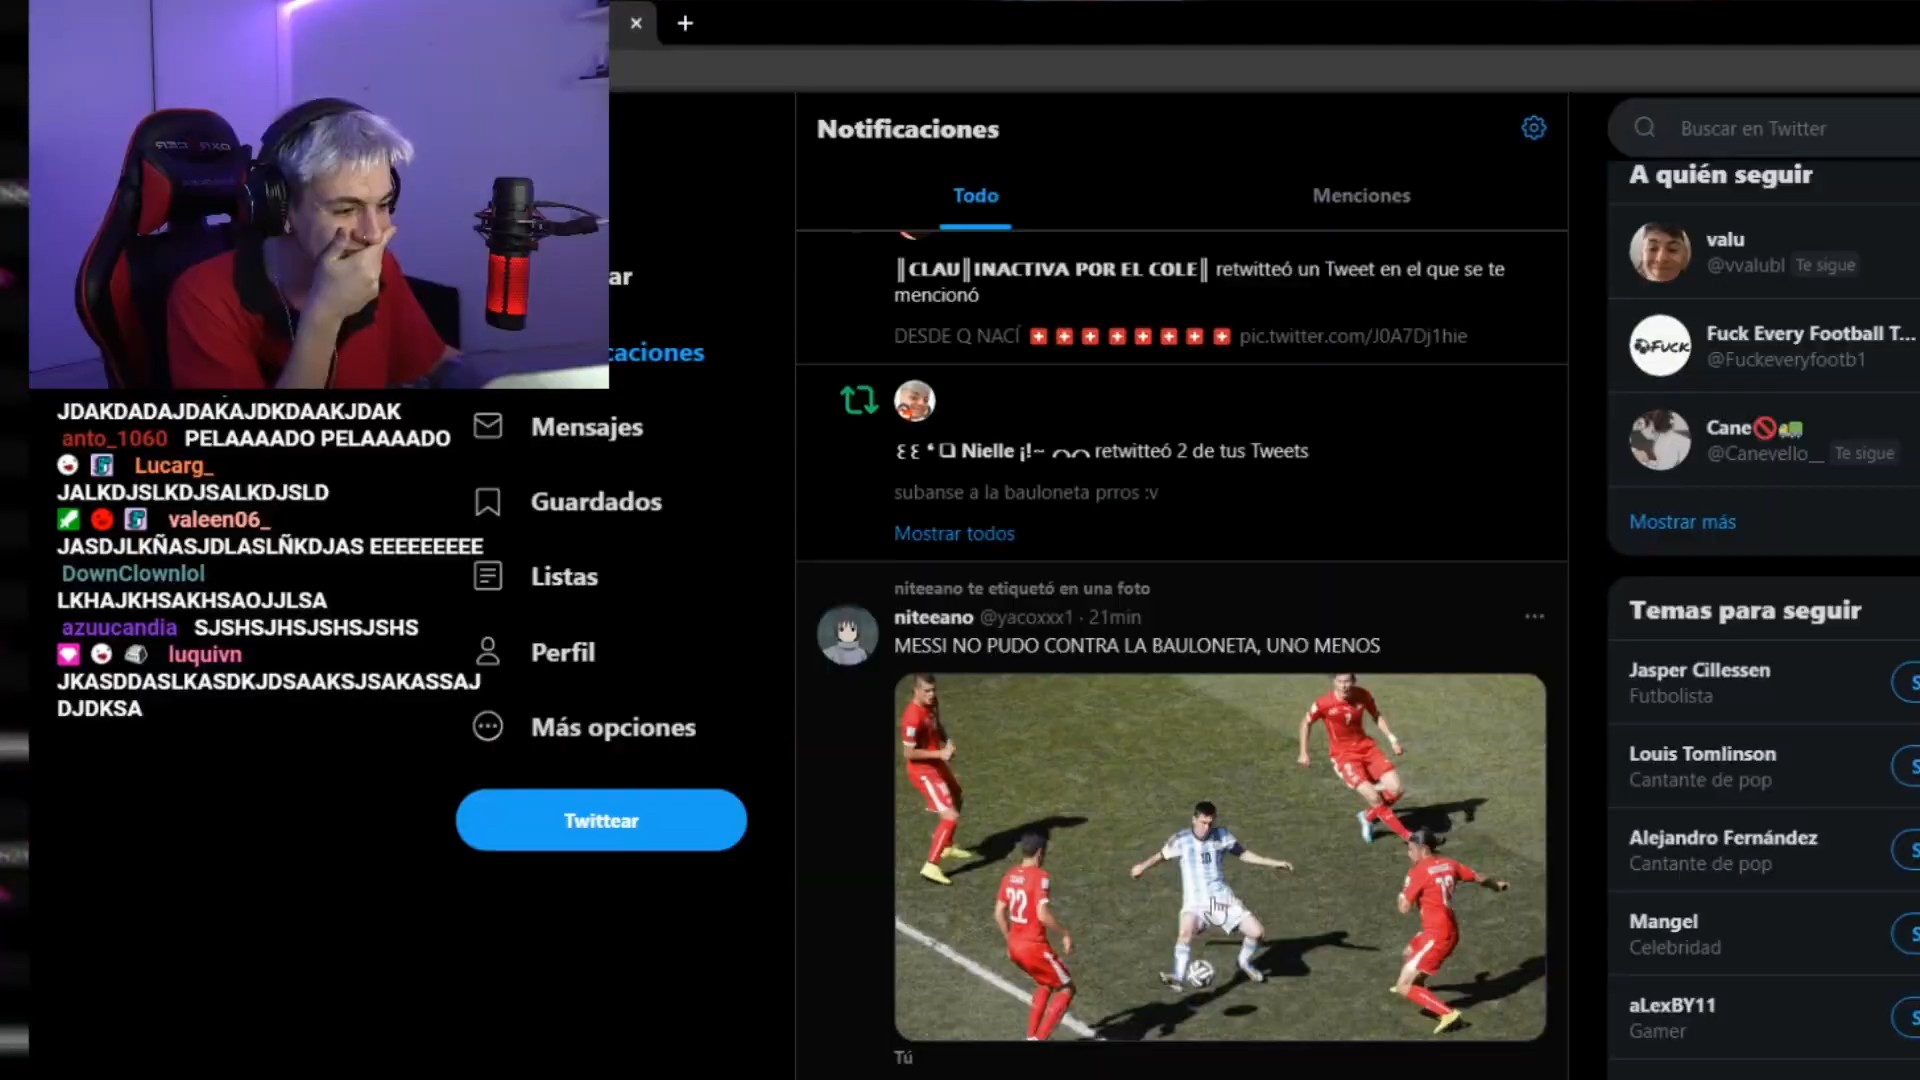 Notificaciones
Todo
Menciones
║CLAU║INACTIVA POR EL COLE║ retwitteó un Tweet en el que se te
mencionó
DESDE Q NACÍ 🇨🇭🇨🇭🇨🇭🇨🇭🇨🇭🇨🇭🇨🇭🇨🇭 pic.twitter.com/J0A7Dj1hie
Nielle ¡!~ retwitteó 2 de tus Tweets
subanse a la bauloneta prros :v
Mostrar todos
niteeano te etiquetó en una foto
niteeano @yacoxxx1 · 21min
MESSI NO PUDO CONTRA LA BAULONETA, UNO MENOS
10
22
7
Tú
ar
caciones
Mensajes
Guardados
Listas
Perfil
Más opciones
Twittear
JDAKDADAJDAKAJDKDAAKJDAK
anto_1060 PELAAAADO PELAAAADO
Lucarg_
JALKDJSLKDJSALKDJSLD
valeen06_
JASDJLKÑASJDLASLÑKDJAS EEEEEEEEE
DownClownlol
LKHAJKHSAKHSAOJJLSA
azuucandia SJSHSJHSJSHSJSHS
luquivn
JKASDDASLKASDKJDSAAKSJSAKASSAJ
DJDKSA
Buscar en Twitter
A quién seguir
valu
@vvalubl Te sigue
FUCK
Fuck Every Football T...
@Fuckeveryfootb1
Cane🚫🚛
@Canevello__ Te sigue
Mostrar más
Temas para seguir
Jasper Cillessen
Futbolista
S
Louis Tomlinson
Cantante de pop
S
Alejandro Fernández
Cantante de pop
S
Mangel
Celebridad
S
aLexBY11
Gamer
S